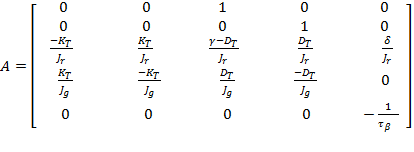 0 0 1 0 0
0 0 0 1 0
-K_T/J_r K_T/J_r γ-D_T/J_r D_T/J_r δ/J_r
A = K_T/J_g -K_T/J_g D_T/J_g -D_T/J_g 0
0 0 0 0 -1/τ_β